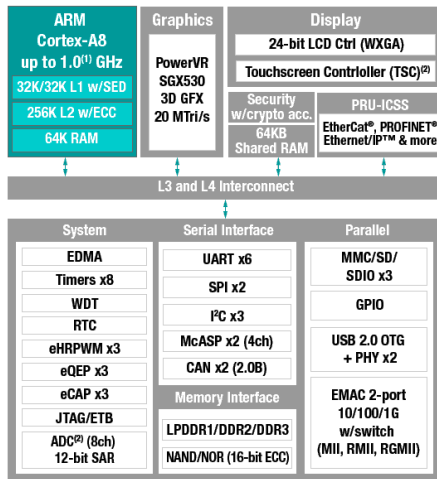 ARM
Cortex-A8
up to 1.0(1) GHz
32K/32K L1 w/SED
256K L2 w/ECC
64K RAM
Graphics
PowerVR
SGX530
3D GFX
20 MTri/s
Display
24-bit LCD Ctrl (WXGA)
Touchscreen Contrloller (TSC)(2)
Security
w/crypto acc.
64KB
Shared RAM
PRU-ICSS
EtherCat®, PROFINET®
Ethernet/IP™ & more
L3 and L4 Interconnect
System
EDMA
Timers x8
WDT
RTC
eHRPWM x3
eQEP x3
eCAP x3
JTAG/ETB
ADC(2) (8ch)
12-bit SAR
Serial Interface
UART x6
SPI x2
I²C x3
McASP x2 (4ch)
CAN x2 (2.0B)
Memory Interface
LPDDR1/DDR2/DDR3
NAND/NOR (16-bit ECC)
Parallel
MMC/SD/
SDIO x3
GPIO
USB 2.0 OTG
+ PHY x2
EMAC 2-port
10/100/1G
w/switch
(MII, RMII, RGMII)